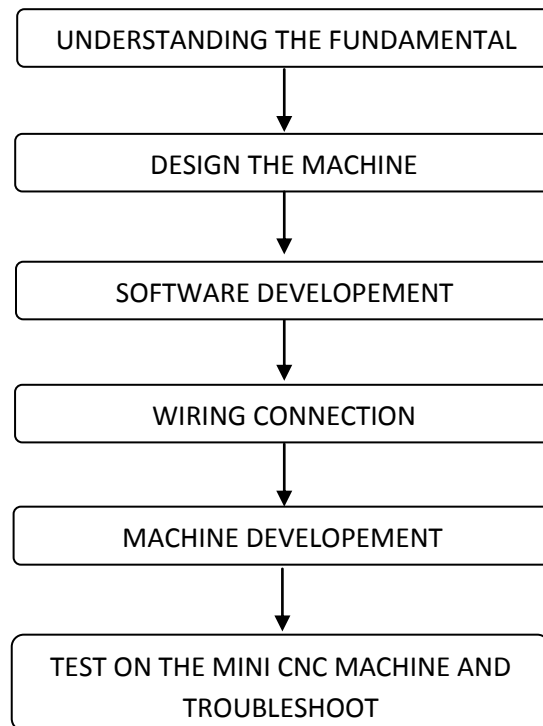 UNDERSTANDING THE FUNDAMENTAL
DESIGN THE MACHINE
SOFTWARE DEVELOPEMENT
WIRING CONNECTION
MACHINE DEVELOPEMENT
TEST ON THE MINI CNC MACHINE AND
TROUBLESHOOT